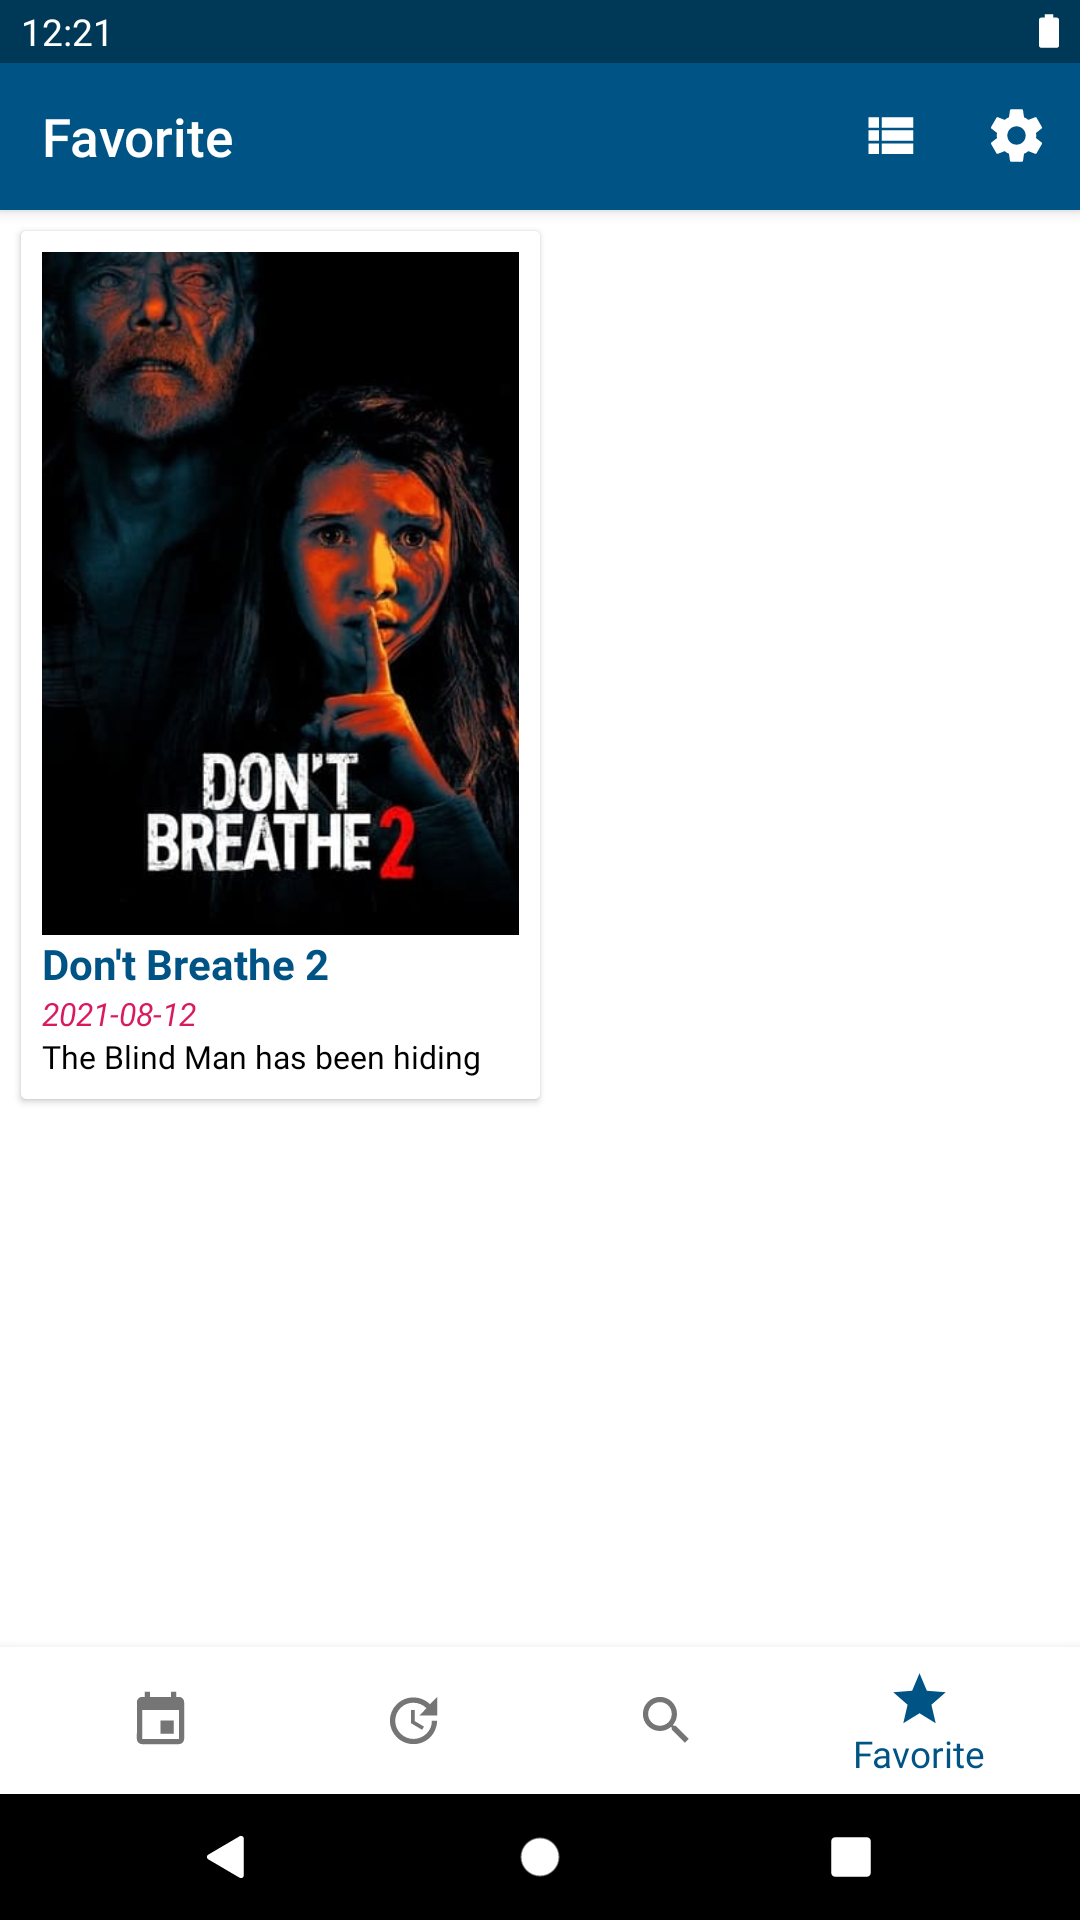 12:21
Favorite
DON'T
BREATHE 2
Don't Breathe 2
2021-08-12
The Blind Man has been hiding
Favorite